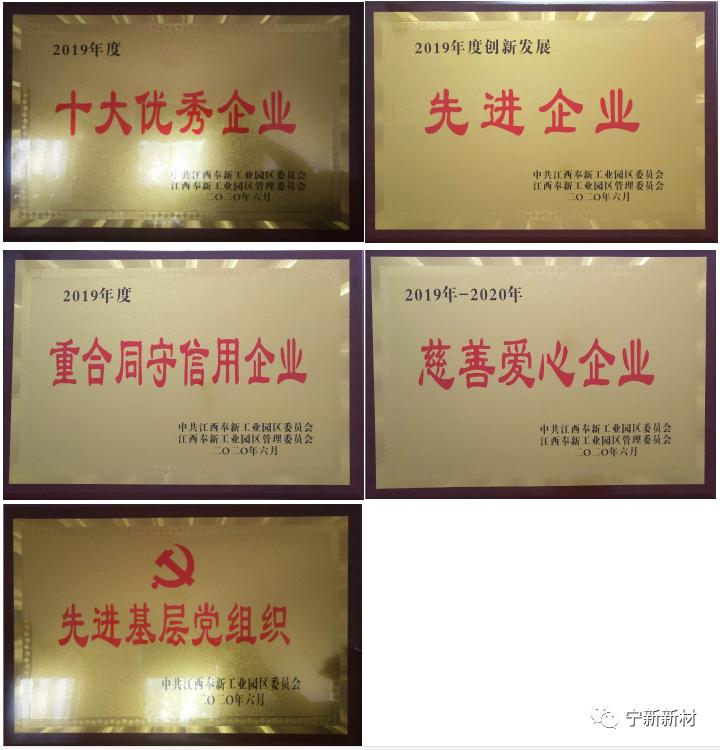 2019年度
十大优秀企业
中共江西奉新工业园区委员会
江西奉新工业园区管理委员会
二〇二〇年六月
2019年度创新发展
先进企业
中共江西奉新工业园区委员会
江西奉新工业园区管理委员会
二〇二〇年六月
2019年度
重合同守信用企业
中共江西奉新工业园区委员会
江西奉新工业园区管理委员会
二〇二〇年六月
2019年-2020年
慈善爱心企业
中共江西奉新工业园区委员会
江西奉新工业园区管理委员会
二〇二〇年六月
先进基层党组织
中共江西奉新工业园区委员会
二〇二〇年六月
宁新新材